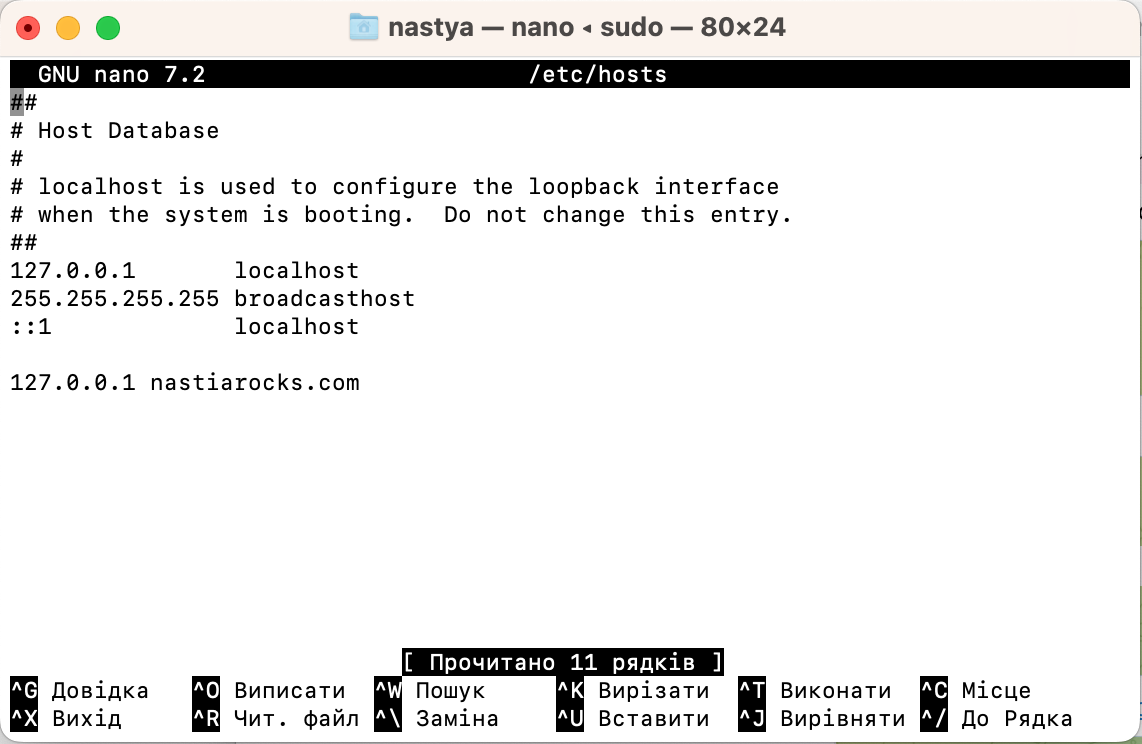 nastya — nano ◂ sudo — 80×24
GNU nano 7.2 /etc/hosts
##
# Host Database
#
# localhost is used to configure the loopback interface
# when the system is booting.  Do not change this entry.
##
127.0.0.1       localhost
255.255.255.255 broadcasthost
::1             localhost
127.0.0.1 nastiarocks.com
[ Прочитано 11 рядків ]
^G Довідка ^O Виписати ^W Пошук ^K Вирізати ^T Виконати ^C Місце
^X Вихід ^R Чит. файл ^\ Заміна ^U Вставити ^J Вирівняти ^/ До Рядка